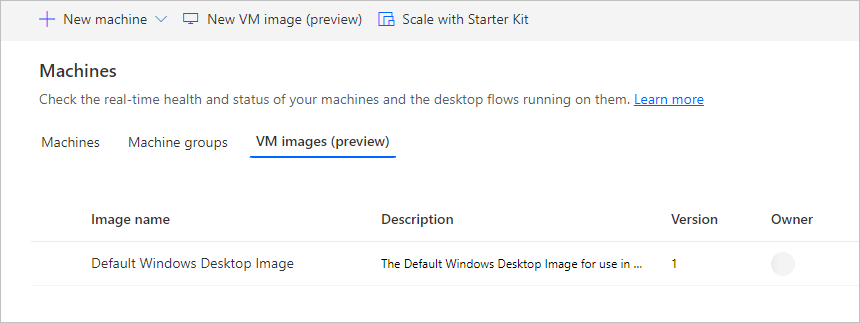 New machine New VM image (preview) Scale with Starter Kit
Machines
Check the real-time health and status of your machines and the desktop flows running on them. Learn more
Machines Machine groups VM images (preview)
Image name Description Version Owner
Default Windows Desktop Image The Default Windows Desktop Image for use in ... 1